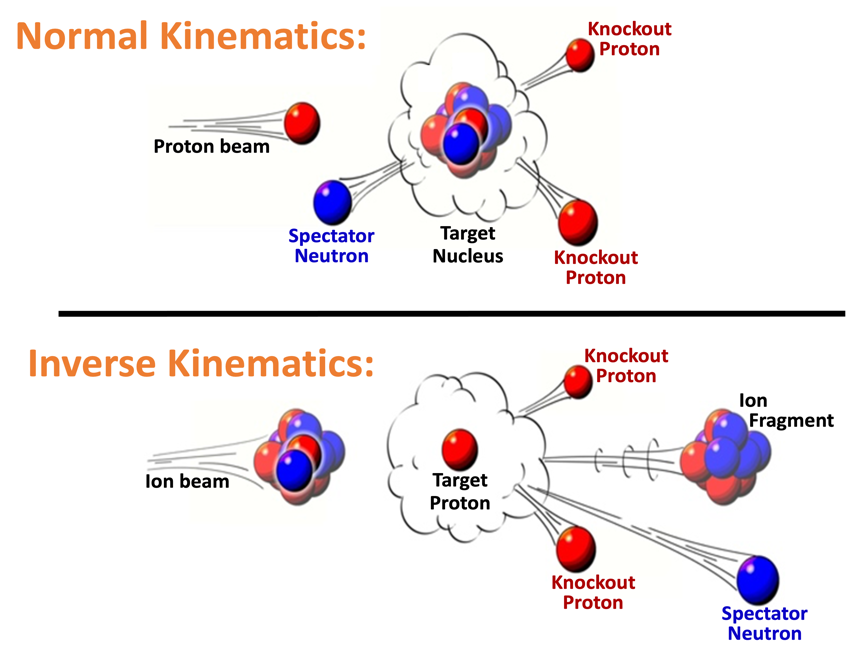 Normal Kinematics:
Knockout
Proton
Proton beam
Spectator
Neutron
Target
Nucleus
Knockout
Proton
Inverse Kinematics:
Knockout
Proton
Ion
Fragment
Ion beam
Target
Proton
Knockout
Proton
Spectator
Neutron